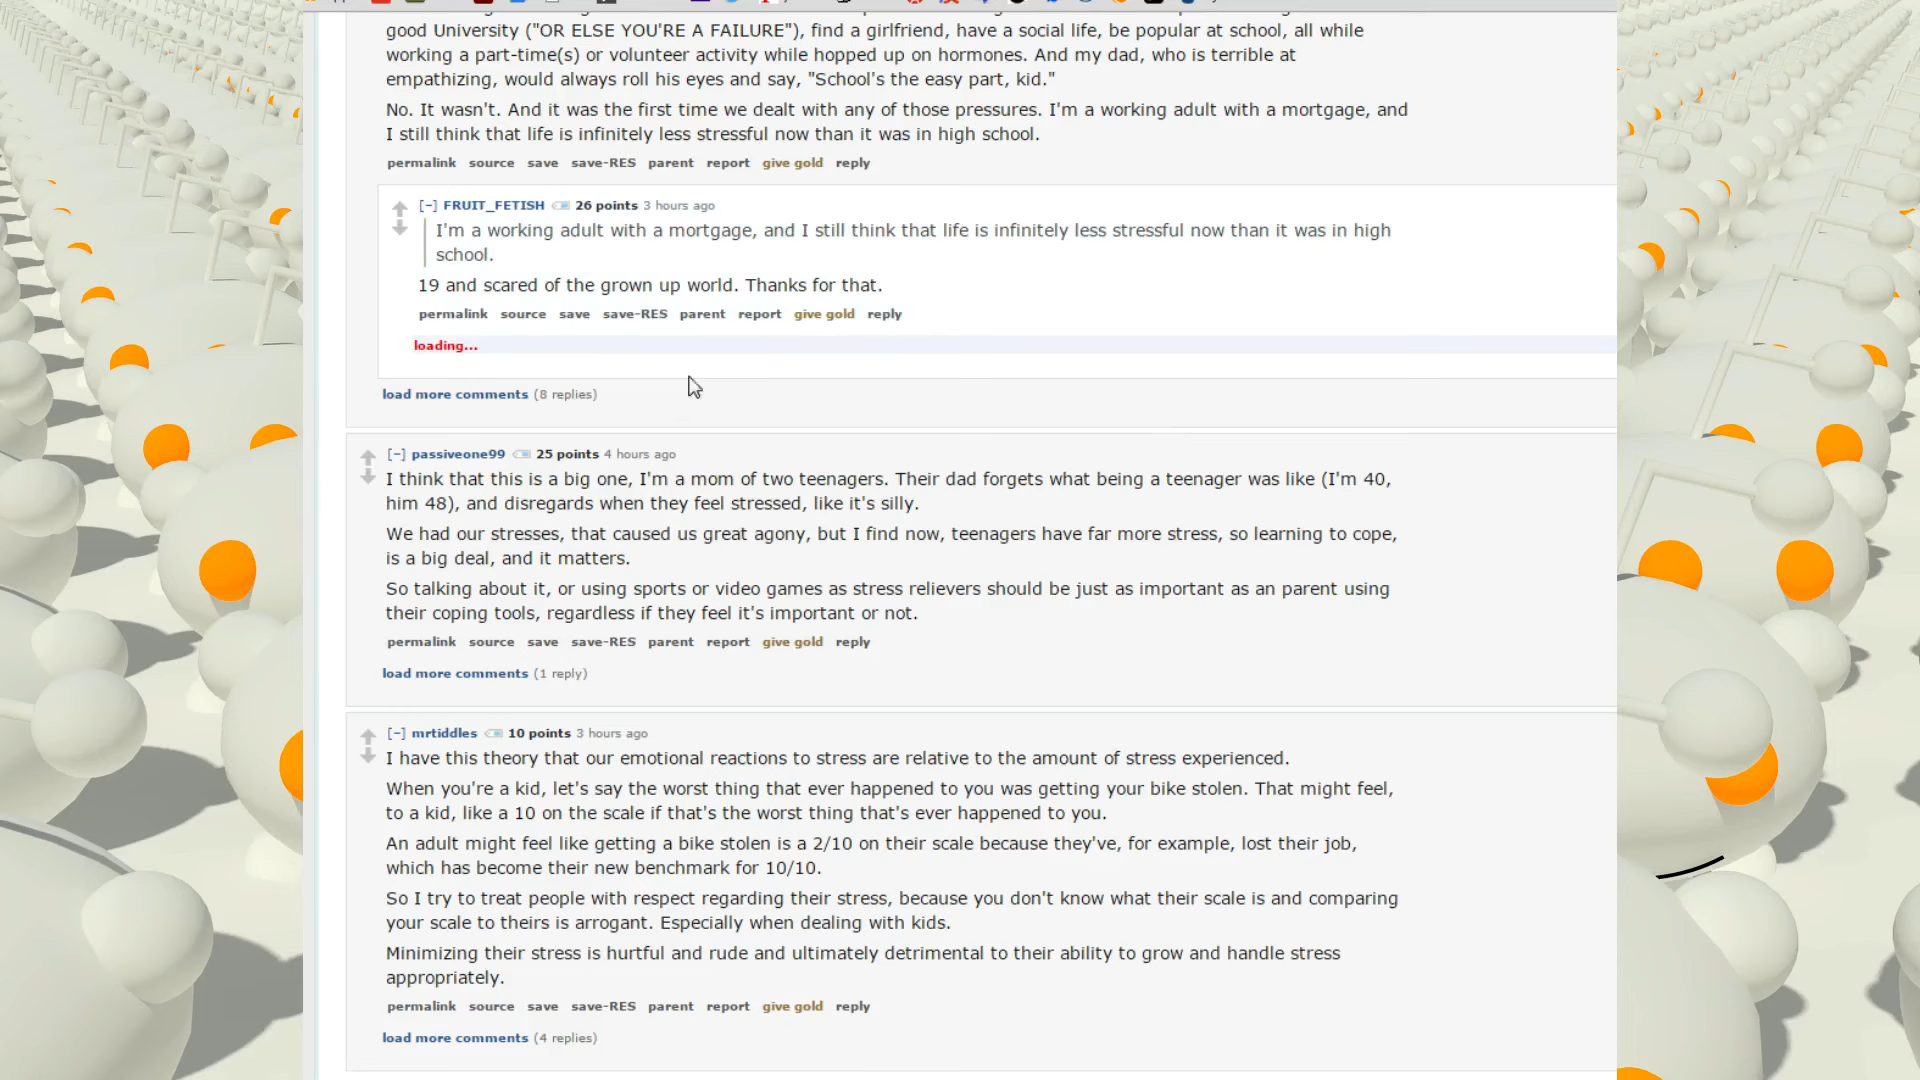 good University ("OR ELSE YOU'RE A FAILURE"), find a girlfriend, have a social life, be popular at school, all while
working a part-time(s) or volunteer activity while hopped up on hormones. And my dad, who is terrible at
empathizing, would always roll his eyes and say, "School's the easy part, kid."
No. It wasn't. And it was the first time we dealt with any of those pressures. I'm a working adult with a mortgage, and
I still think that life is infinitely less stressful now than it was in high school.
permalink source save save-RES parent report give gold reply
[-] FRUIT_FETISH 26 points 3 hours ago
I'm a working adult with a mortgage, and I still think that life is infinitely less stressful now than it was in high
school.
19 and scared of the grown up world. Thanks for that.
permalink source save save-RES parent report give gold reply
loading...
load more comments (8 replies)
[-] passiveone99 25 points 4 hours ago
I think that this is a big one, I'm a mom of two teenagers. Their dad forgets what being a teenager was like (I'm 40,
him 48), and disregards when they feel stressed, like it's silly.
We had our stresses, that caused us great agony, but I find now, teenagers have far more stress, so learning to cope,
is a big deal, and it matters.
So talking about it, or using sports or video games as stress relievers should be just as important as an parent using
their coping tools, regardless if they feel it's important or not.
permalink source save save-RES parent report give gold reply
load more comments (1 reply)
[-] mrtiddles 10 points 3 hours ago
I have this theory that our emotional reactions to stress are relative to the amount of stress experienced.
When you're a kid, let's say the worst thing that ever happened to you was getting your bike stolen. That might feel,
to a kid, like a 10 on the scale if that's the worst thing that's ever happened to you.
An adult might feel like getting a bike stolen is a 2/10 on their scale because they've, for example, lost their job,
which has become their new benchmark for 10/10.
So I try to treat people with respect regarding their stress, because you don't know what their scale is and comparing
your scale to theirs is arrogant. Especially when dealing with kids.
Minimizing their stress is hurtful and rude and ultimately detrimental to their ability to grow and handle stress
appropriately.
permalink source save save-RES parent report give gold reply
load more comments (4 replies)